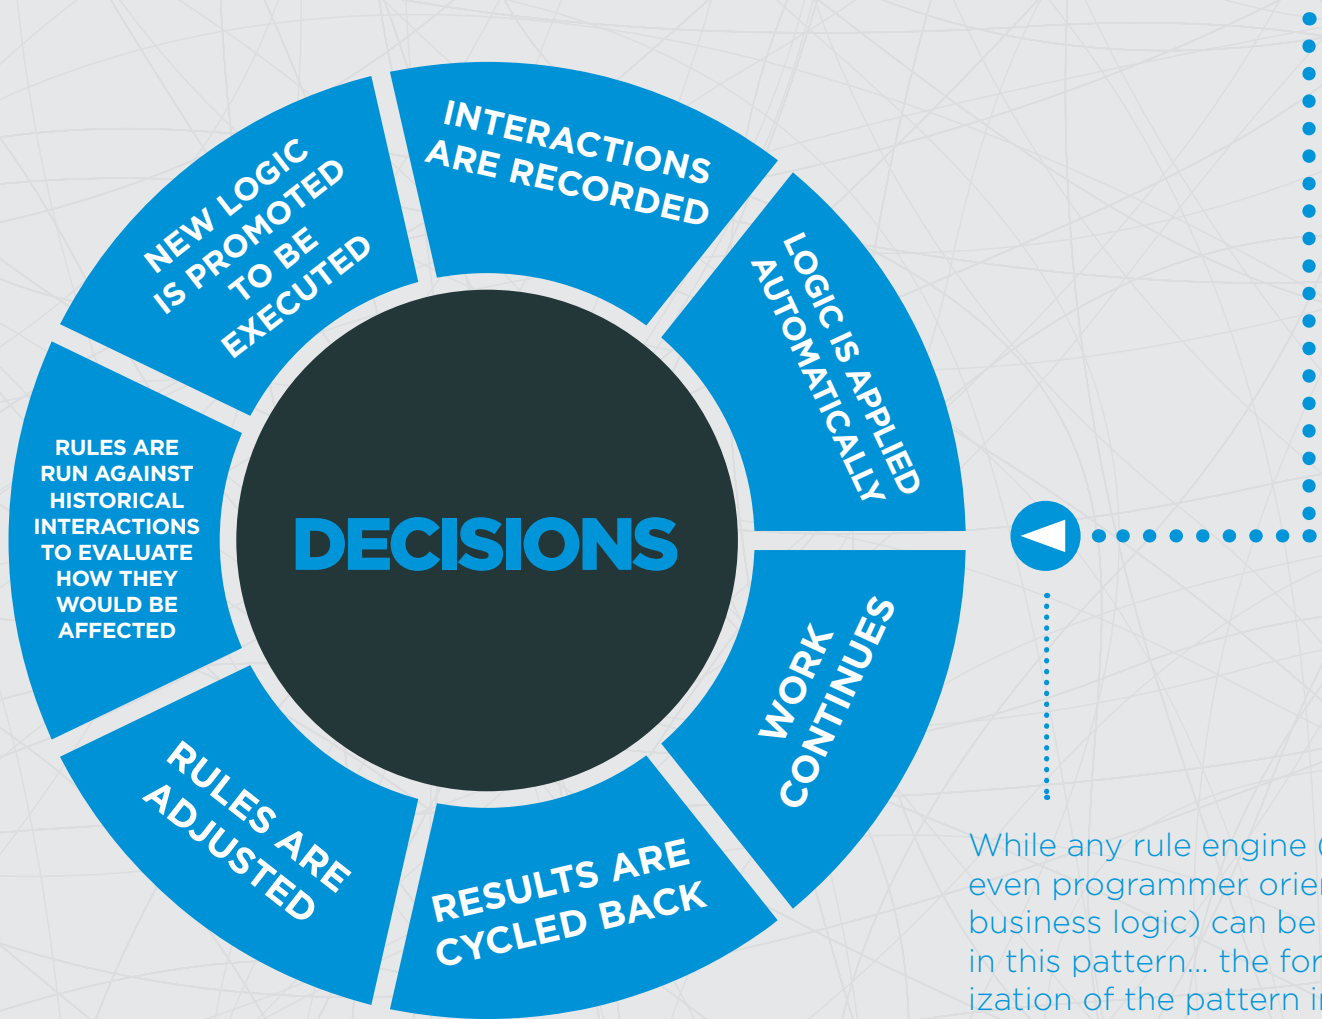 INTERACTIONS
ARE RECORDED
LOGIC IS APPLIED
AUTOMATICALLY
WORK
CONTINUES
RESULTS ARE
CYCLED BACK
RULES ARE
ADJUSTED
RULES ARE
RUN AGAINST
HISTORICAL
INTERACTIONS
TO EVALUATE
HOW THEY
WOULD BE
AFFECTED
NEW LOGIC
IS PROMOTED
TO BE
EXECUTED
DECISIONS
While any rule engine (
even programmer orie
business logic) can be
in this pattern... the for
ization of the pattern i